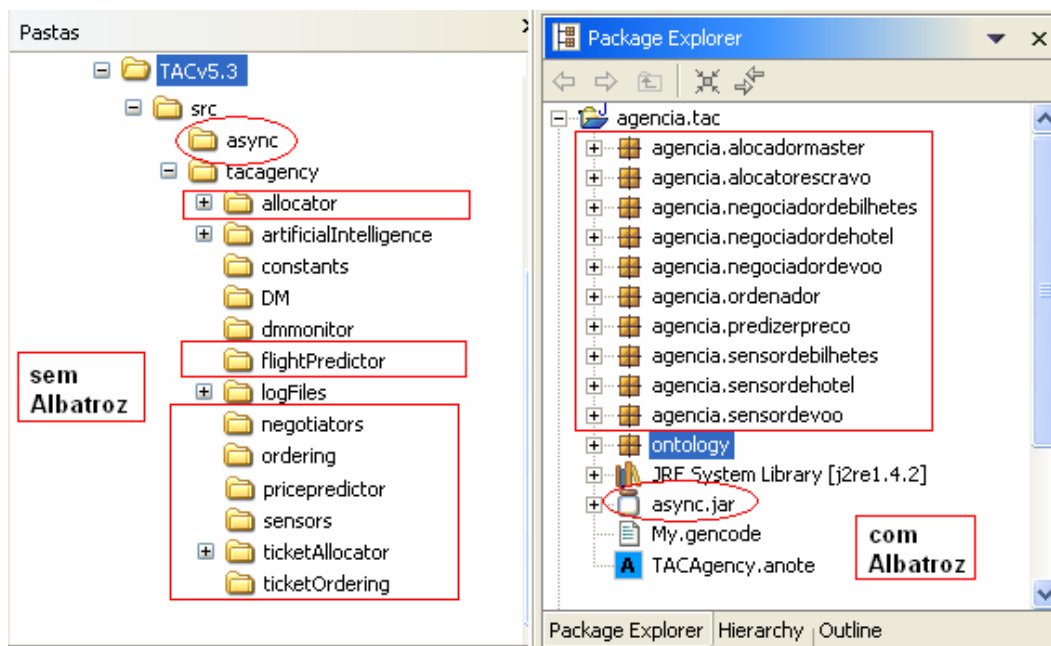 Pastas
TACv5.3
src
async
tacagency
allocator
artificialIntelligence
constants
DM
dmmonitor
flightPredictor
logFiles
negotiators
ordering
pricepredictor
sensors
ticketAllocator
ticketOrdering
sem
Albatroz
Package Explorer
agencia.tac
agencia.alocadormaster
agencia.alocatorescravo
agencia.negociadordebilhetes
agencia.negociadordehotel
agencia.negociadordevoo
agencia.ordenador
agencia.predizerpreco
agencia.sensordebilhetes
agencia.sensordehotel
agencia.sensordevoo
ontology
JRE System Library [j2re1.4.2]
async.jar
My.gencode
A TACAgency.anote
com
Albatroz
Package Explorer Hierarchy Outline